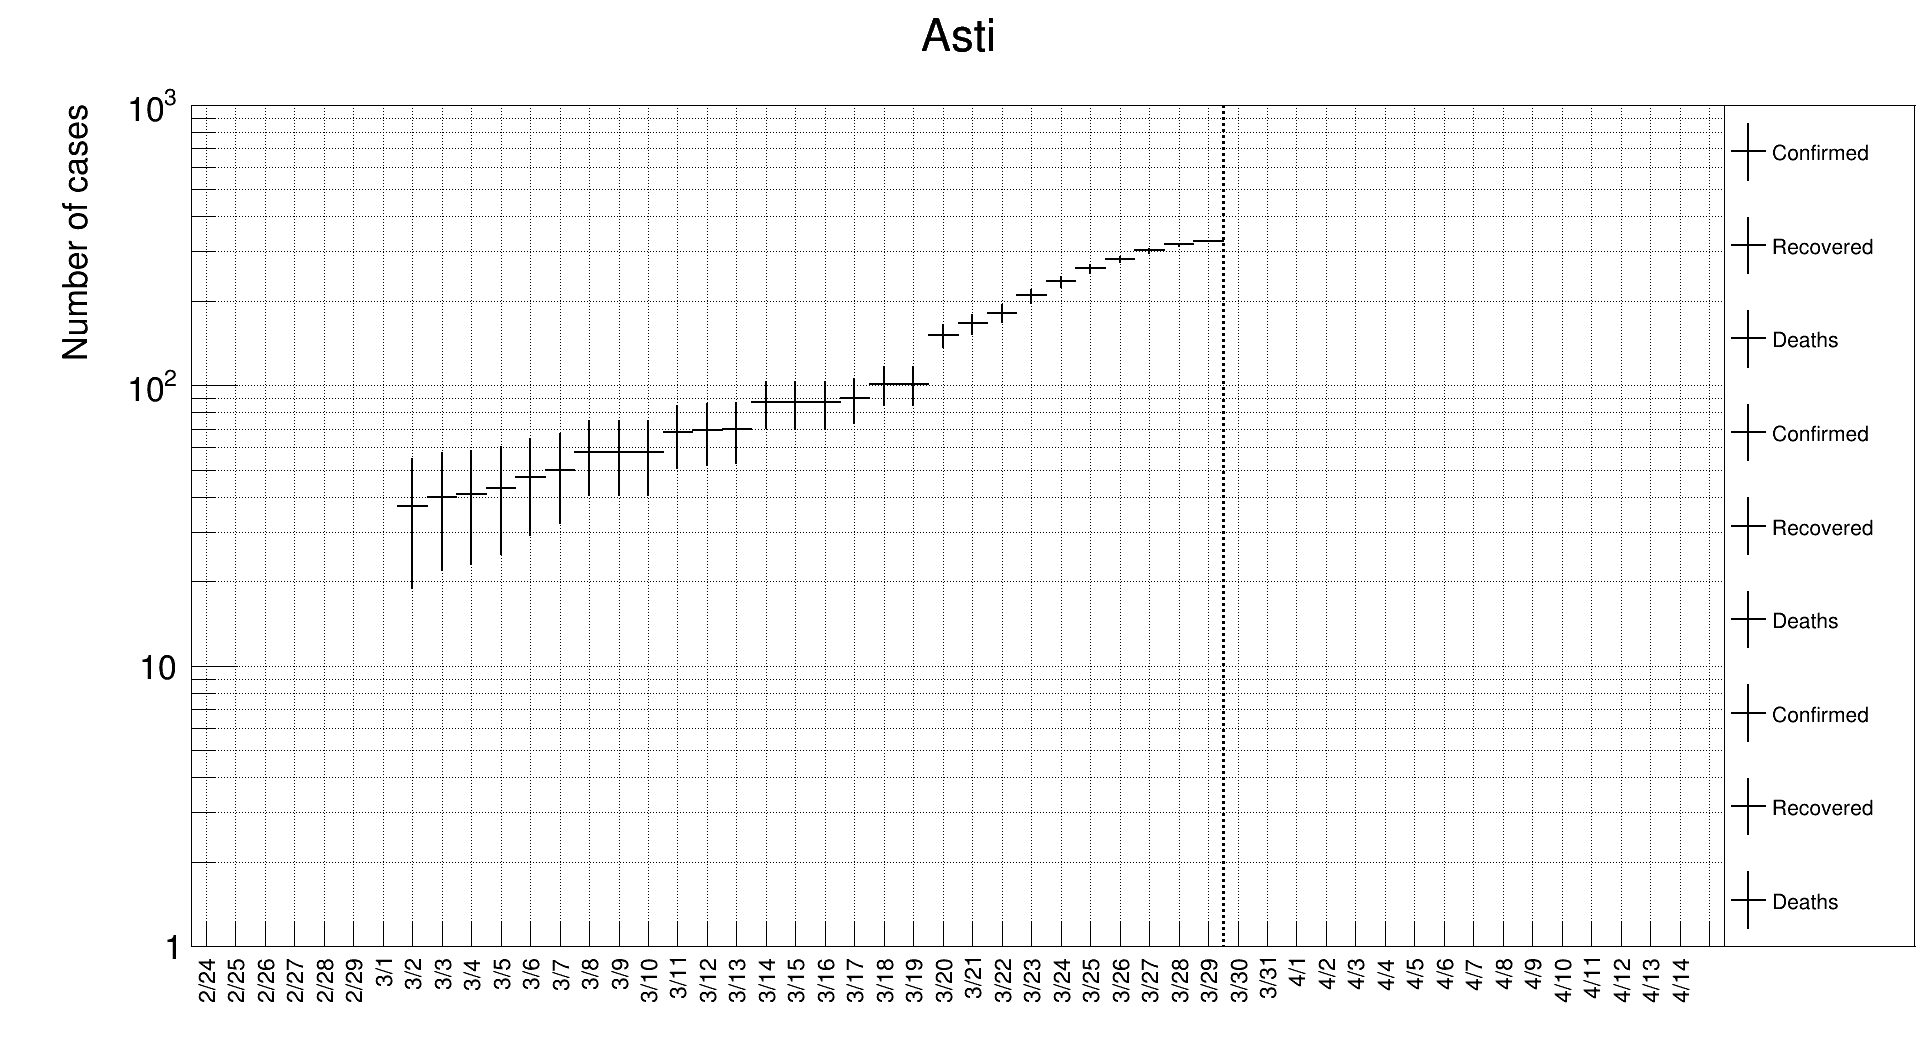 Asti
Number of cases
10³
10²
10
1
2/24 2/25 2/26 2/27 2/28 2/29 3/1 3/2 3/3 3/4 3/5 3/6 3/7 3/8 3/9 3/10 3/11 3/12 3/13 3/14 3/15 3/16 3/17 3/18 3/19 3/20 3/21 3/22 3/23 3/24 3/25 3/26 3/27 3/28 3/29 3/30 3/31 4/1 4/2 4/3 4/4 4/5 4/6 4/7 4/8 4/9 4/10 4/11 4/12 4/13 4/14
Confirmed
Recovered
Deaths
Confirmed
Recovered
Deaths
Confirmed
Recovered
Deaths